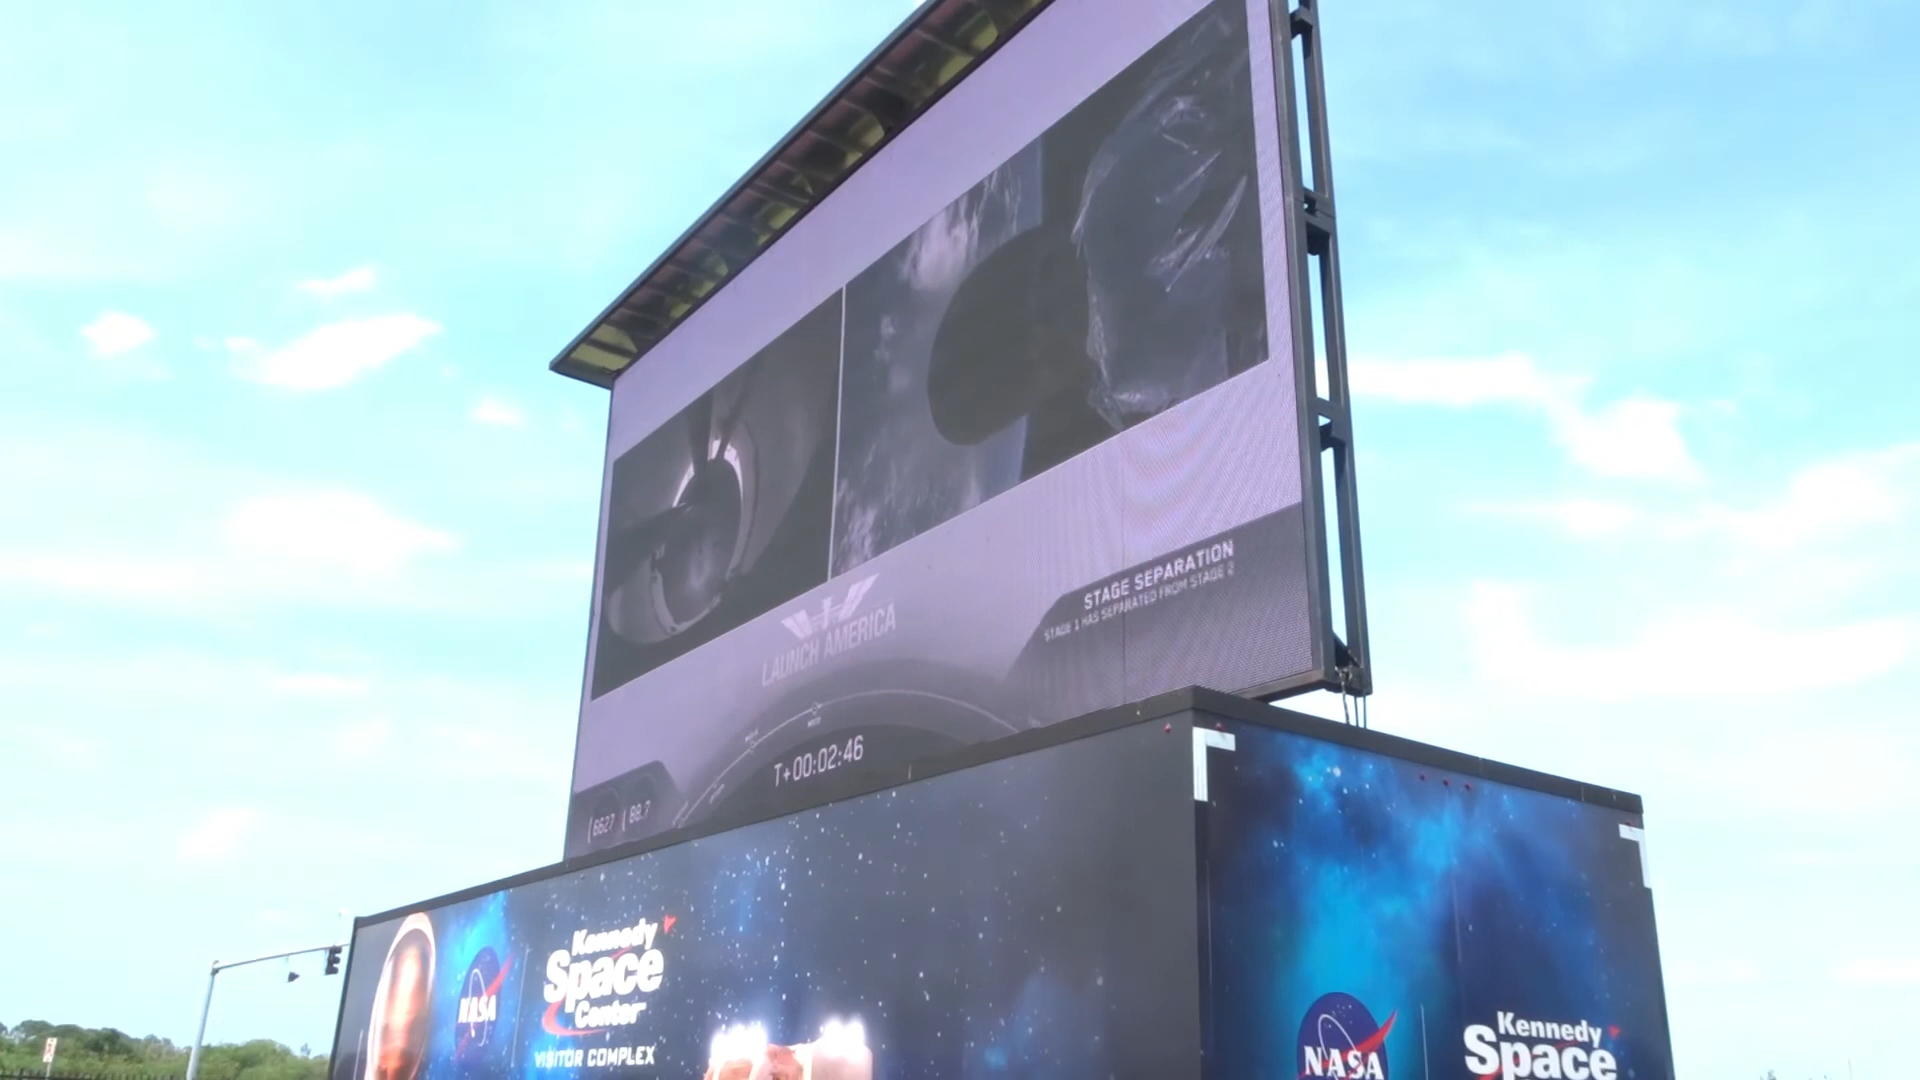 STAGE SEPARATION
STAGE 1 HAS SEPARATED FROM STAGE 2
LAUNCH AMERICA
T+00:02:46
6627
88.7
NASA
Kennedy
Space
Center
VISITOR COMPLEX
NASA
Kennedy
Space